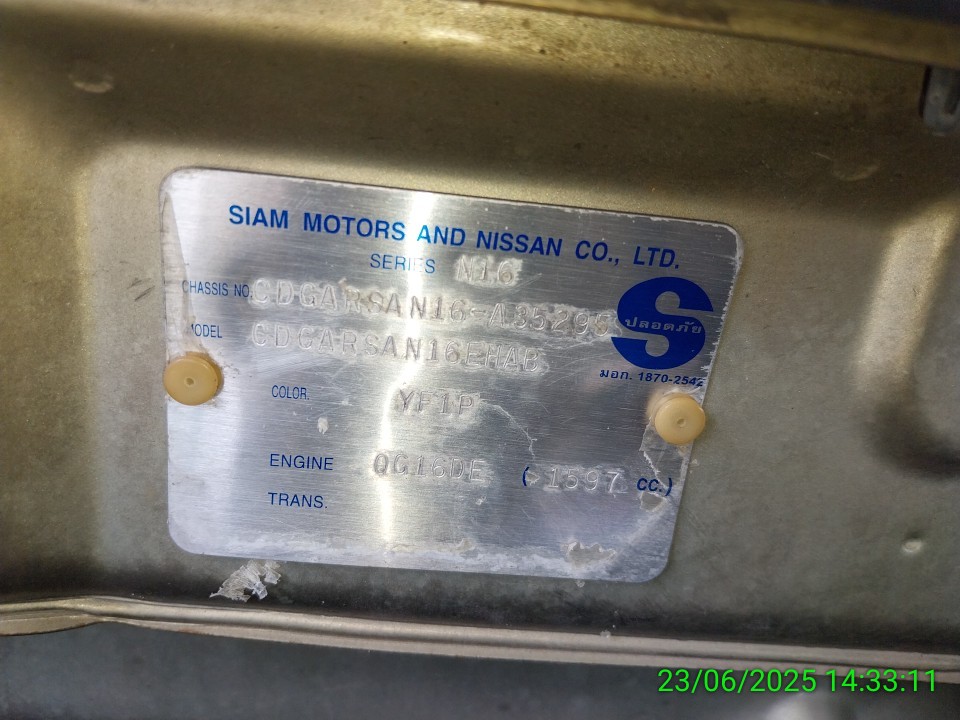 SIAM MOTORS AND NISSAN CO., LTD.
SERIES N16
CHASSIS NO. CDGARSAN16-A35296
ปลอดภัย
MODEL CDGARSAN16EHAB
มอก. 1870-2542
COLOR. YF1P
ENGINE QG16DE ( 1597 cc.)
TRANS.
23/06/2025 14:33:11